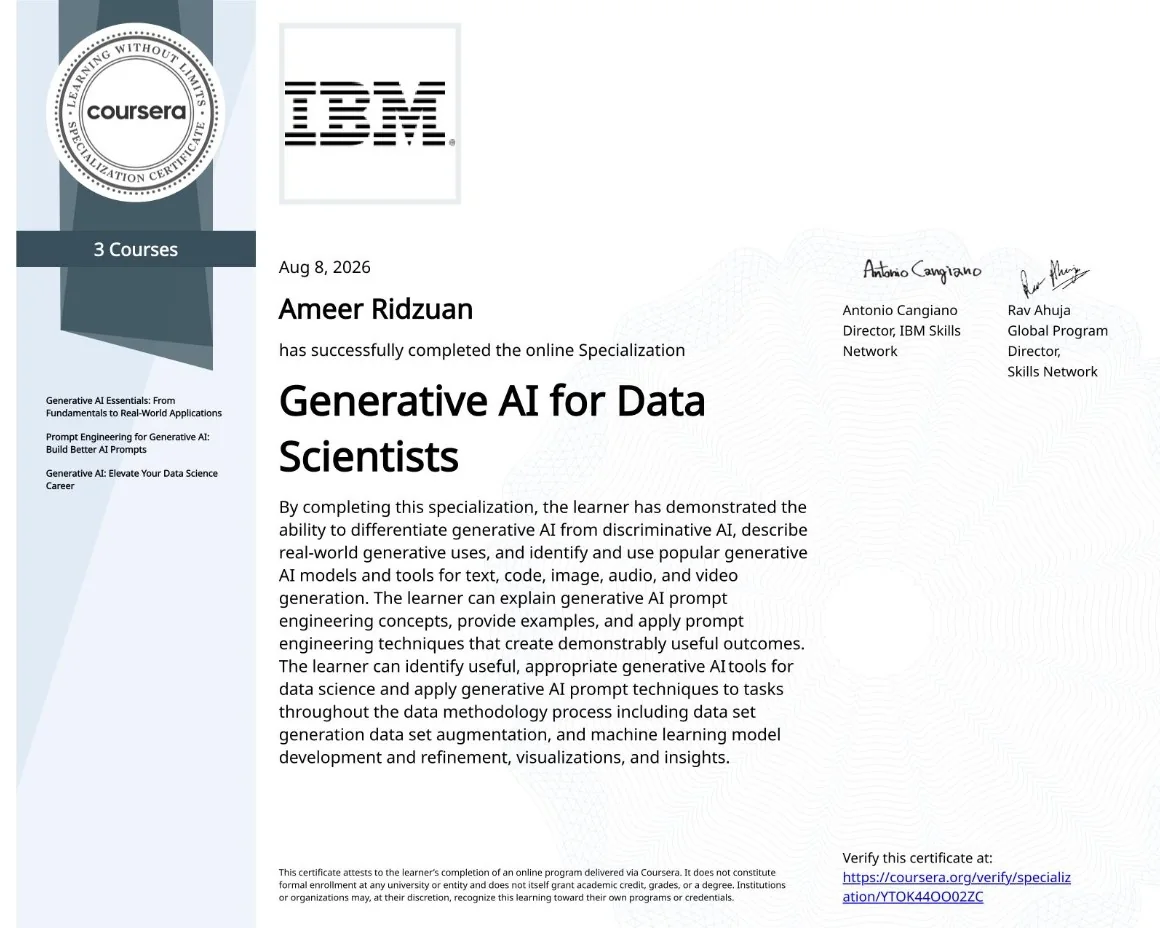 LEARNING WITHOUT LIMITS
coursera
SPECIALIZATION CERTIFICATE
3 Courses
Generative AI Essentials: From
Fundamentals to Real-World Applications
Prompt Engineering for Generative AI:
Build Better AI Prompts
Generative AI: Elevate Your Data Science
Career
IBM®
Aug 8, 2026
Ameer Ridzuan
has successfully completed the online Specialization
Generative AI for Data
Scientists
By completing this specialization, the learner has demonstrated the
ability to differentiate generative AI from discriminative AI, describe
real-world generative uses, and identify and use popular generative
AI models and tools for text, code, image, audio, and video
generation. The learner can explain generative AI prompt
engineering concepts, provide examples, and apply prompt
engineering techniques that create demonstrably useful outcomes.
The learner can identify useful, appropriate generative AI tools for
data science and apply generative AI prompt techniques to tasks
throughout the data methodology process including data set
generation data set augmentation, and machine learning model
development and refinement, visualizations, and insights.
Antonio Cangiano
Antonio Cangiano
Director, IBM Skills
Network
Rav Ahuja
Rav Ahuja
Global Program
Director,
Skills Network
This certificate attests to the learner's completion of an online program delivered via Coursera. It does not constitute
formal enrollment at any university or entity and does not itself grant academic credit, grades, or a degree. Institutions
or organizations may, at their discretion, recognize this learning toward their own programs or credentials.
Verify this certificate at:
https://coursera.org/verify/specializ
ation/YTOK44OO02ZC